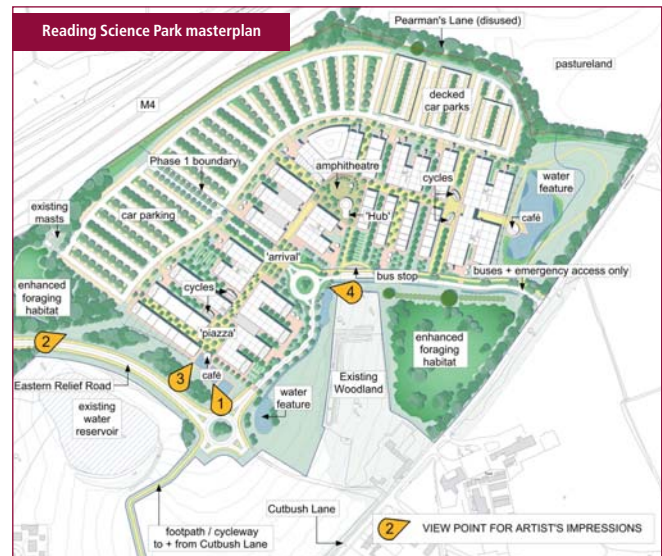 Reading Science Park masterplan
Pearman's Lane (disused)
pastureland
M4
decked
car parks
Phase 1 boundary
amphitheatre
cycles
water
feature
existing
masts
car parking
'Hub'
café
'arrival'
bus stop
buses + emergency access only
enhanced
foraging
habitat
cycles
4
2
'piazza'
enhanced
foraging
habitat
3
café
Eastern Relief Road
1
Existing
Woodland
existing
water
reservoir
water
feature
Cutbush Lane
2 VIEW POINT FOR ARTIST'S IMPRESSIONS
footpath / cycleway
to + from Cutbush Lane